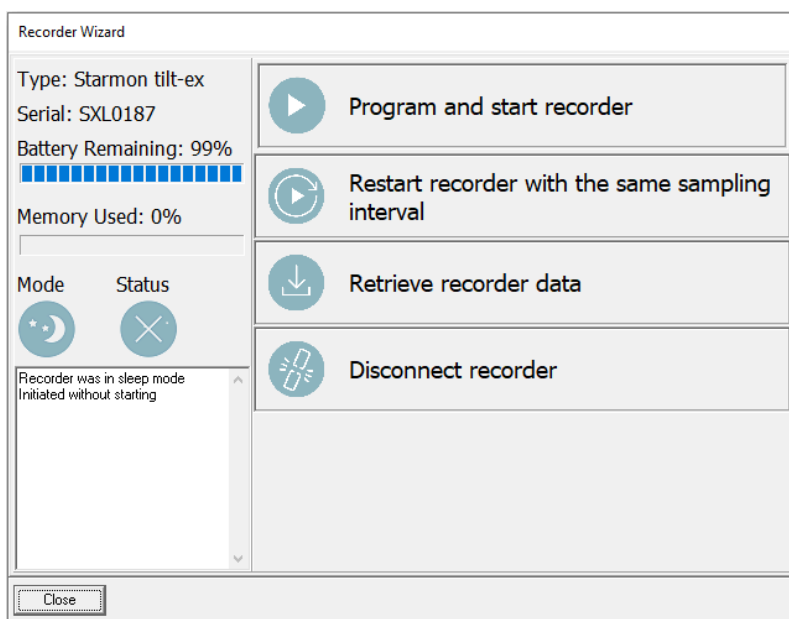 Recorder Wizard
Type: Starmon tilt-ex
Serial: SXL0187
Battery Remaining: 99%
Memory Used: 0%
Mode Status
Recorder was in sleep mode
Initiated without starting
Program and start recorder
Restart recorder with the same sampling
interval
Retrieve recorder data
Disconnect recorder
Close